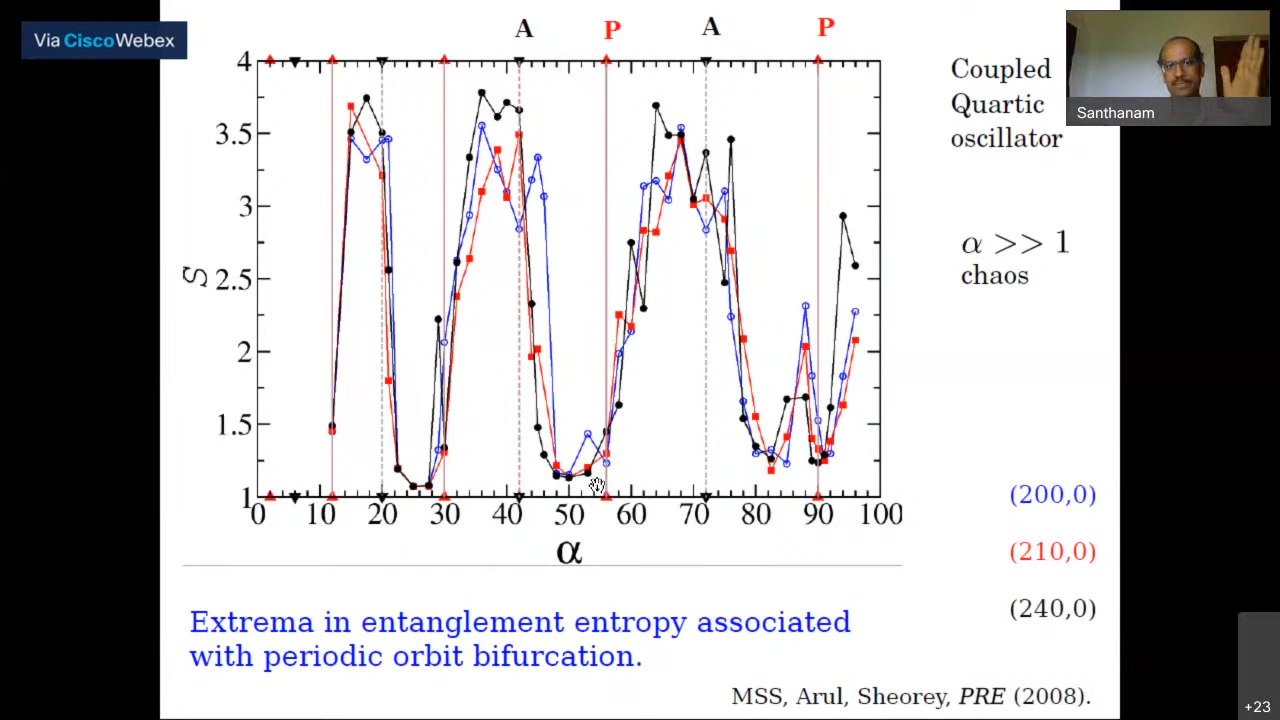 Via CiscoWebex
A P A P
4
3.5
3
2.5
2
1.5
1
S
0 10 20 30 40 50 60 70 80 90 100
α
Coupled
Quartic
oscillator
α >> 1
chaos
(200,0)
(210,0)
(240,0)
Santhanam
Extrema in entanglement entropy associated
with periodic orbit bifurcation.
MSS, Arul, Sheorey, PRE (2008).
+23